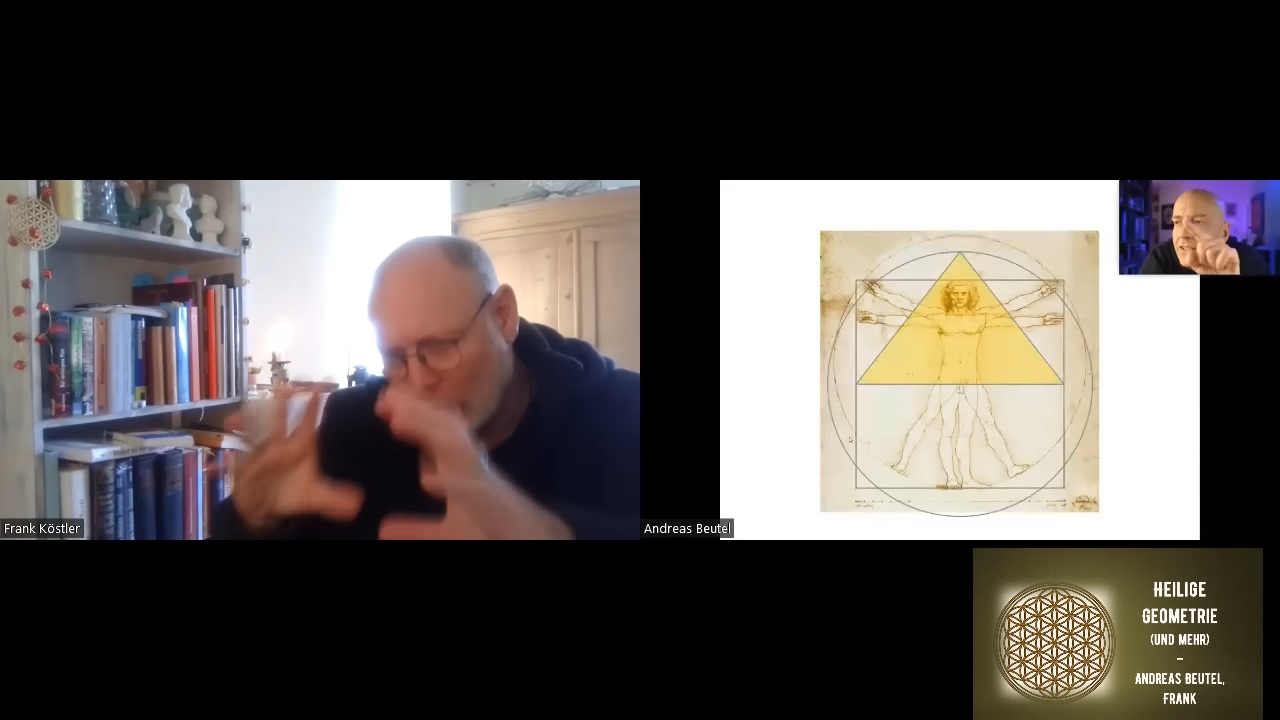 Frank Köstler
Andreas Beutel
HEILIGE
GEOMETRIE
(UND MEHR)
–
ANDREAS BEUTEL,
FRANK